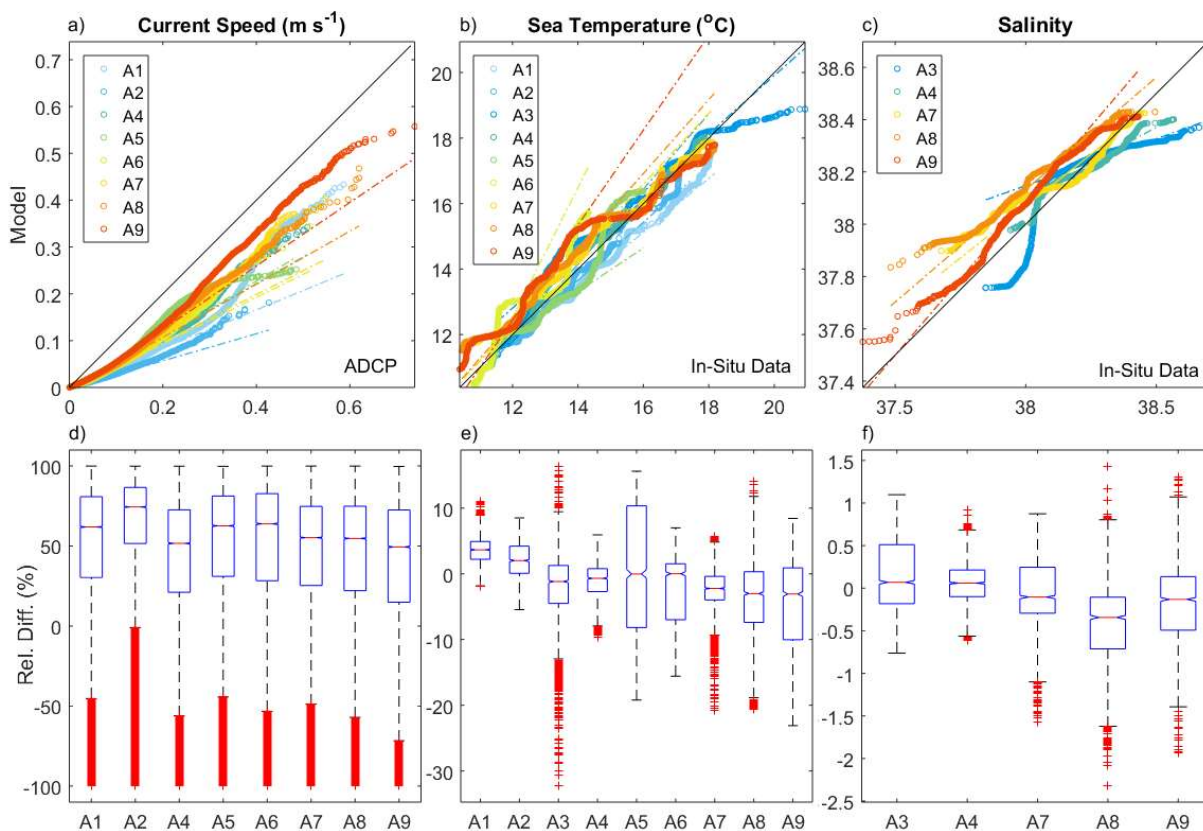 a) Current Speed (m s-1)
b) Sea Temperature (oC)
c) Salinity
Model
0.7
0.6
0.5
0.4
0.3
0.2
0.1
0
0
0.2
0.4
0.6
A1
A2
A4
A5
A6
A7
A8
A9
ADCP
20
18
16
14
12
12
14
16
18
20
A1
A2
A3
A4
A5
A6
A7
A8
A9
In-Situ Data
38.6
38.4
38.2
38
37.8
37.6
37.4
37.5
38
38.5
A3
A4
A7
A8
A9
In-Situ Data
d)
Rel. Diff. (%)
100
50
0
-50
-100
A1 A2 A4 A5 A6 A7 A8 A9
e)
10
0
-10
-20
-30
A1 A2 A3 A4 A5 A6 A7 A8 A9
f)
1.5
1
0.5
0
-0.5
-1
-1.5
-2
-2.5
A3 A4 A7 A8 A9